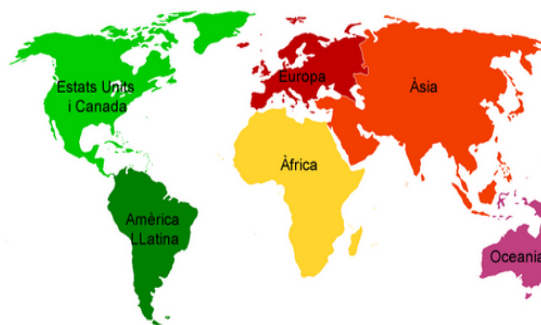 Estats Units
i Canada
Europa
Àsia
Àfrica
Amèrica
LLatina
Oceania